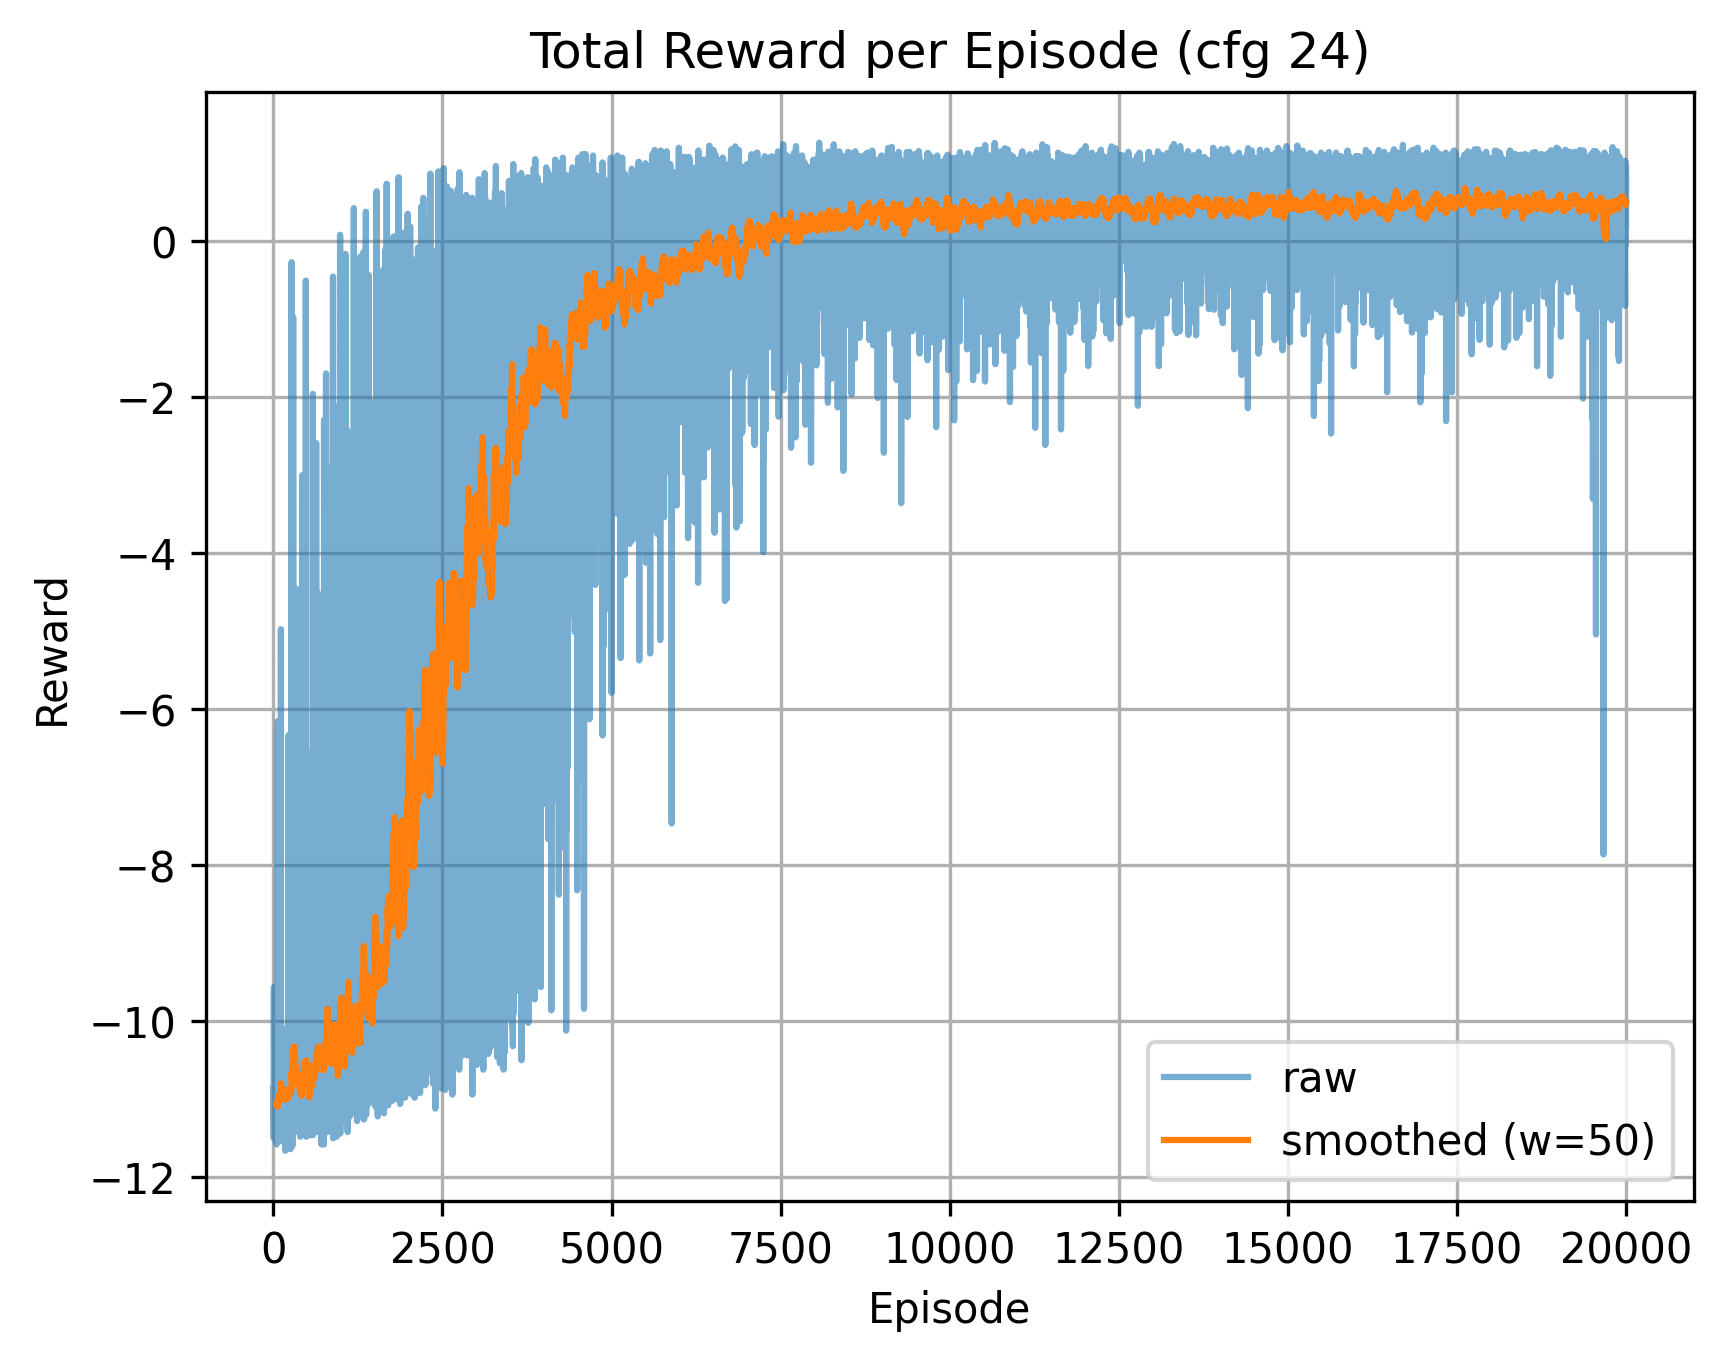 Total Reward per Episode (cfg 24)
0
−2
−4
−6
−8
−10
−12
Reward
raw
smoothed (w=50)
0 2500 5000 7500 10000 12500 15000 17500 20000
Episode